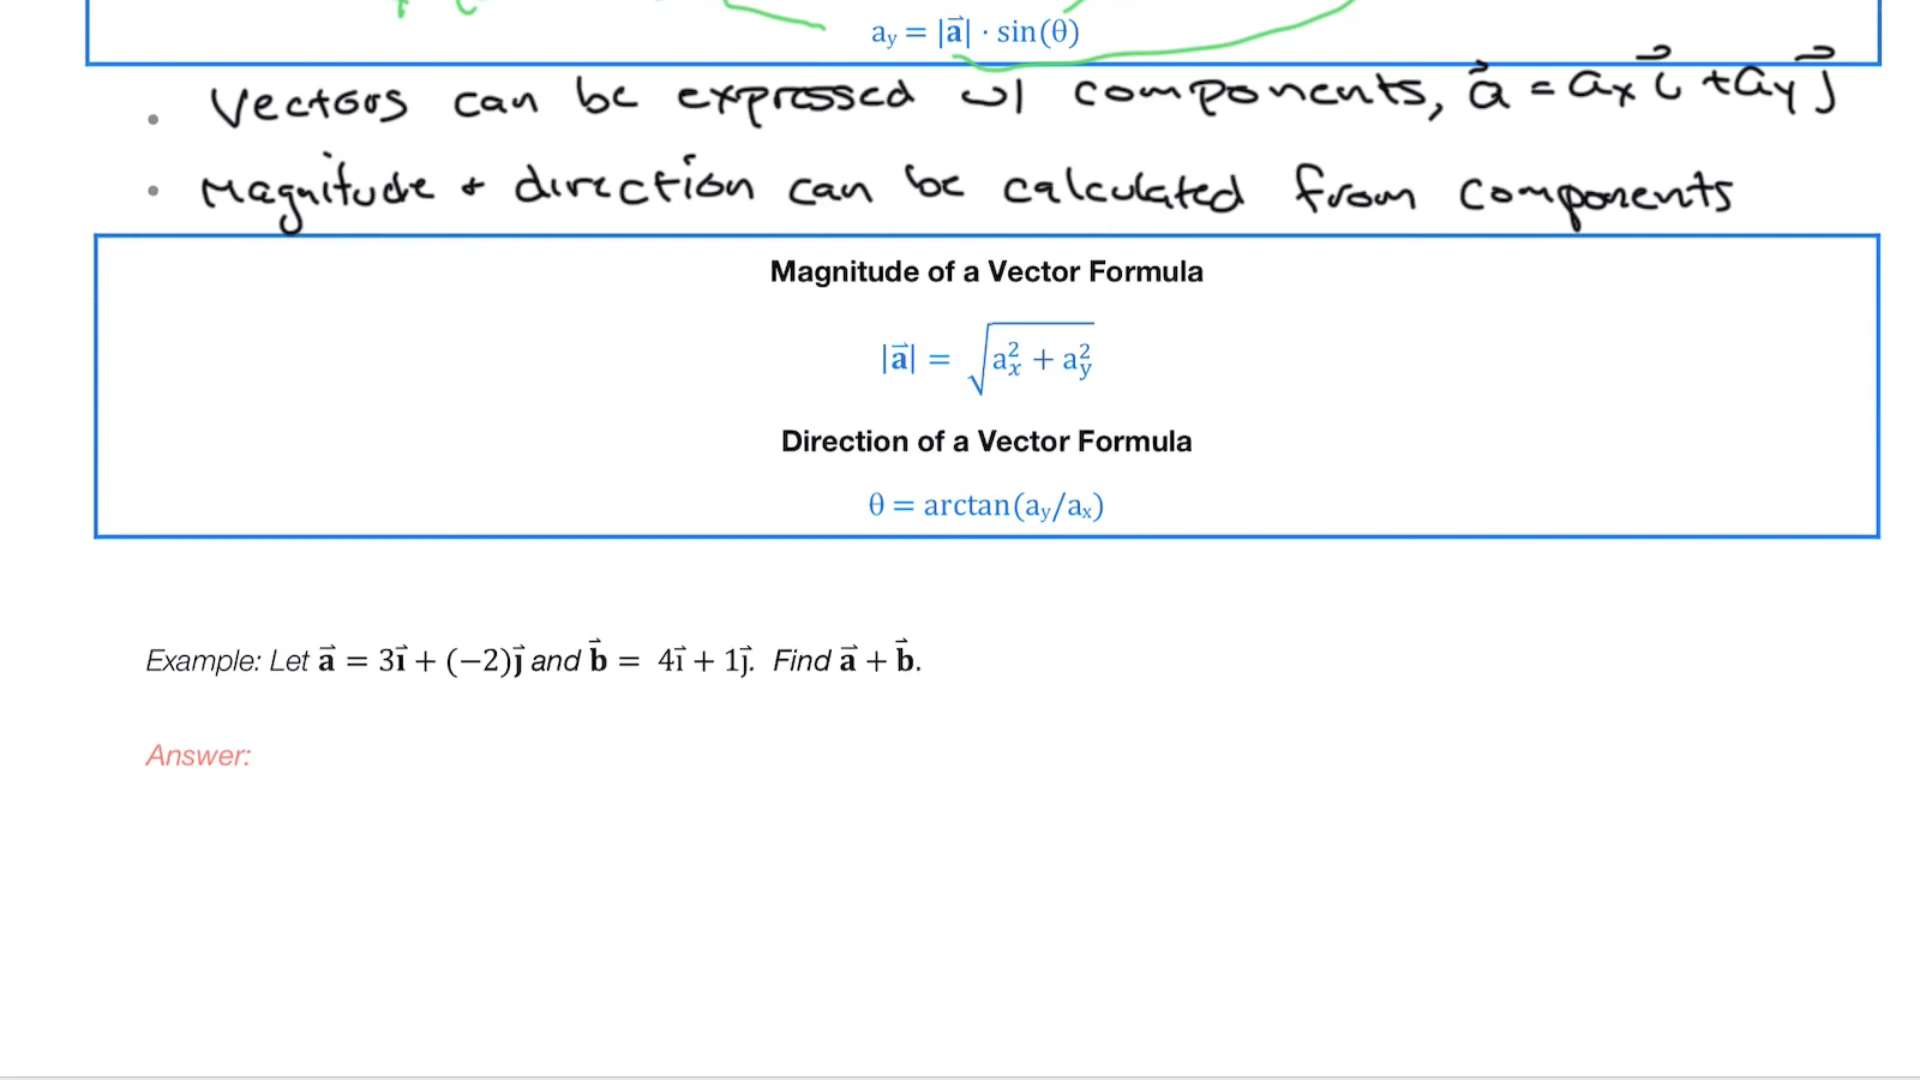 a_y = |a⃗| · sin(θ)
• Vectors can be expressed w/ components, a⃗ = a_x i⃗ + a_y j⃗
• Magnitude + direction can be calculated from components
Magnitude of a Vector Formula
|a⃗| = √(a_x² + a_y²)
Direction of a Vector Formula
θ = arctan(a_y/a_x)
Example: Let a⃗ = 3i⃗ + (−2)j⃗ and b⃗ = 4i⃗ + 1j⃗. Find a⃗ + b⃗.
Answer: